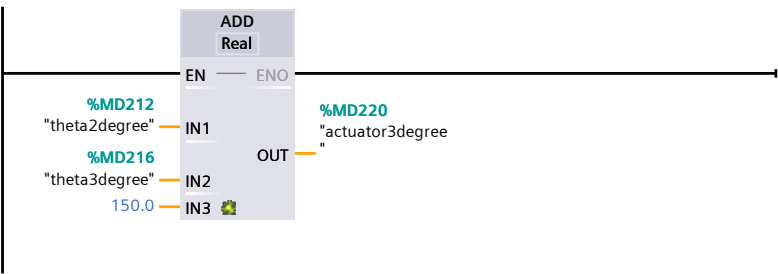 ADD
Real
EN
ENO
%MD212
"theta2degree"
IN1
%MD220
"actuator3degree
"
OUT
%MD216
"theta3degree"
IN2
150.0
IN3